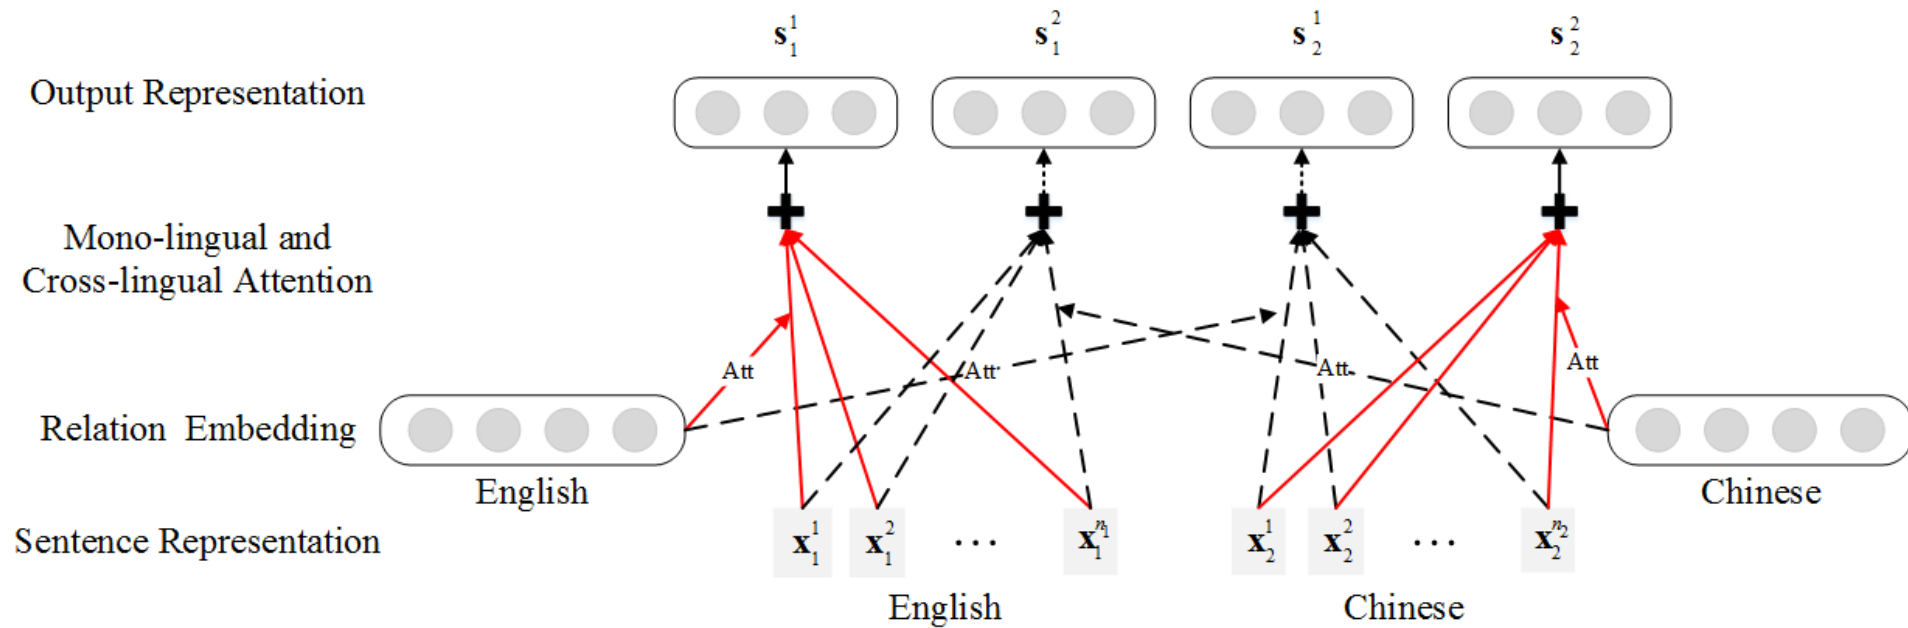 s₁¹ s₁² s₂¹ s₂²
Output Representation
Mono-lingual and
Cross-lingual Attention
Att Att Att Att
Relation Embedding
English Chinese
Sentence Representation x₁¹ x₁² ··· x₁ⁿ¹ x₂¹ x₂² ··· x₂ⁿ²
English Chinese